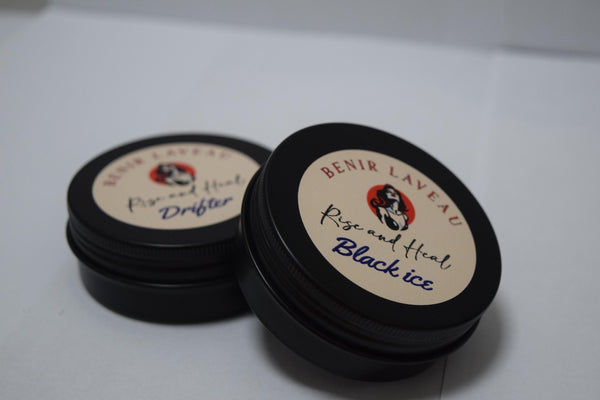 BENIR LAVEAU
Rise and Heal
Drifter
BENIR LAVEAU
Rise and Heal
Black ice